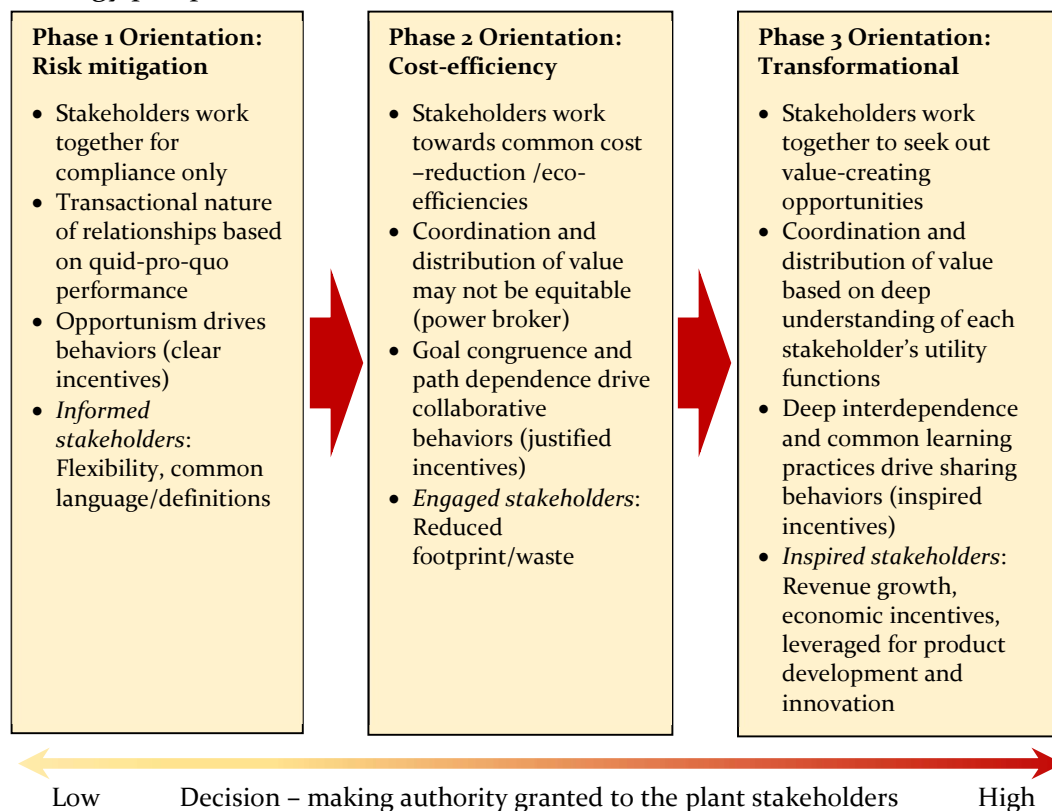 Phase 1 Orientation:
Risk mitigation
• Stakeholders work
together for
compliance only
• Transactional nature
of relationships based
on quid-pro-quo
performance
• Opportunism drives
behaviors (clear
incentives)
• Informed
stakeholders:
Flexibility, common
language/definitions
Phase 2 Orientation:
Cost-efficiency
• Stakeholders work
towards common cost
–reduction /eco-
efficiencies
• Coordination and
distribution of value
may not be equitable
(power broker)
• Goal congruence and
path dependence drive
collaborative
behaviors (justified
incentives)
• Engaged stakeholders:
Reduced
footprint/waste
Phase 3 Orientation:
Transformational
• Stakeholders work
together to seek out
value-creating
opportunities
• Coordination and
distribution of value
based on deep
understanding of each
stakeholder’s utility
functions
• Deep interdependence
and common learning
practices drive sharing
behaviors (inspired
incentives)
• Inspired stakeholders:
Revenue growth,
economic incentives,
leveraged for product
development and
innovation
Low Decision – making authority granted to the plant stakeholders High